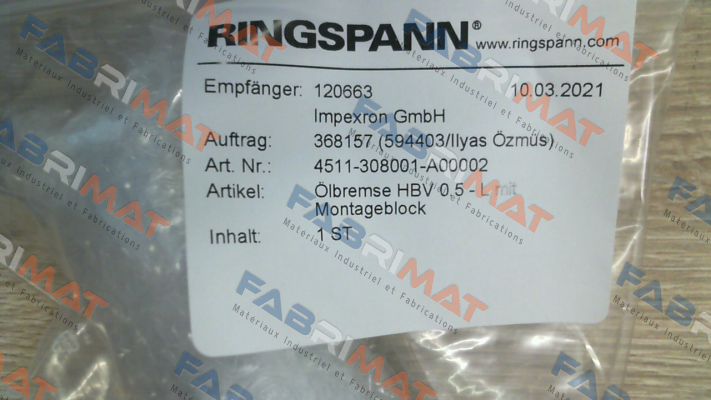 RINGSPANN® www.ringspann.com
Empfänger: 120663 10.03.2021
Impexron GmbH
Auftrag: 368157 (594403/Ilyas Özmüs)
Art. Nr.: 4511-308001-A00002
Artikel: Ölbremse HBV 0.5 - L mit
Montageblock
Inhalt: 1 ST
FABRIMAT
Materiaux Industriel et Fabrications